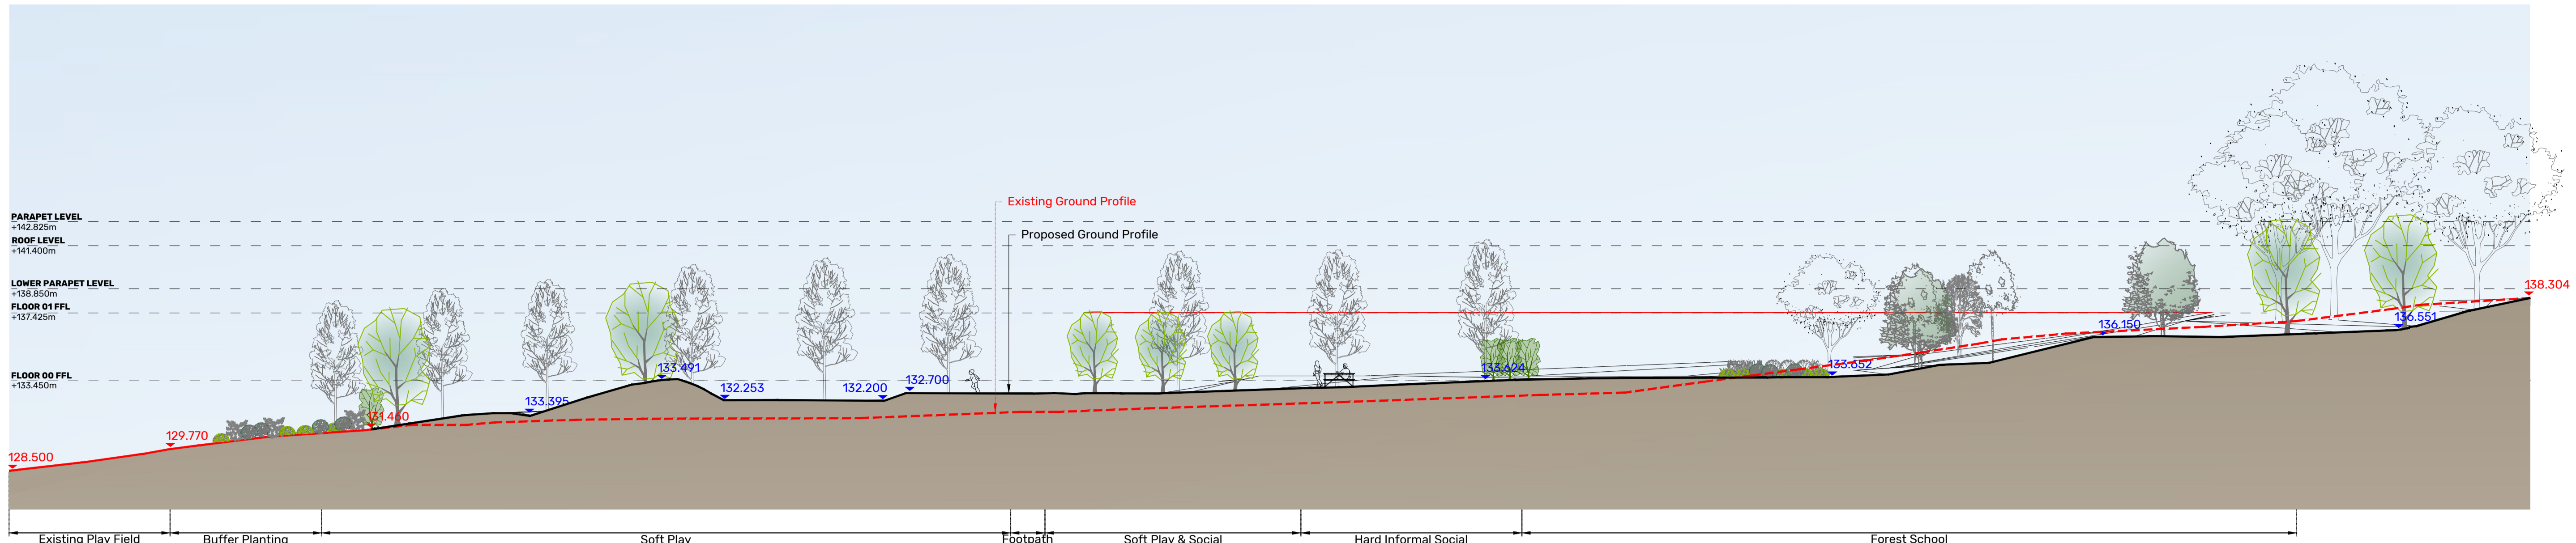 Existing Ground Profile
PARAPET LEVEL
+142.825m
Proposed Ground Profile
ROOF LEVEL
+141.400m
LOWER PARAPET LEVEL
+138.850m
138.304
FLOOR 01 FFL
+137.425m
136.551
136.150
FLOOR 00 FFL
+133.450m
133.491
133.624
133.652
132.253
132.200
132.700
133.395
131.460
129.770
128.500
Existing Play Field
Buffer Planting
Soft Play
Footpath
Soft Play & Social
Hard Informal Social
Forest School